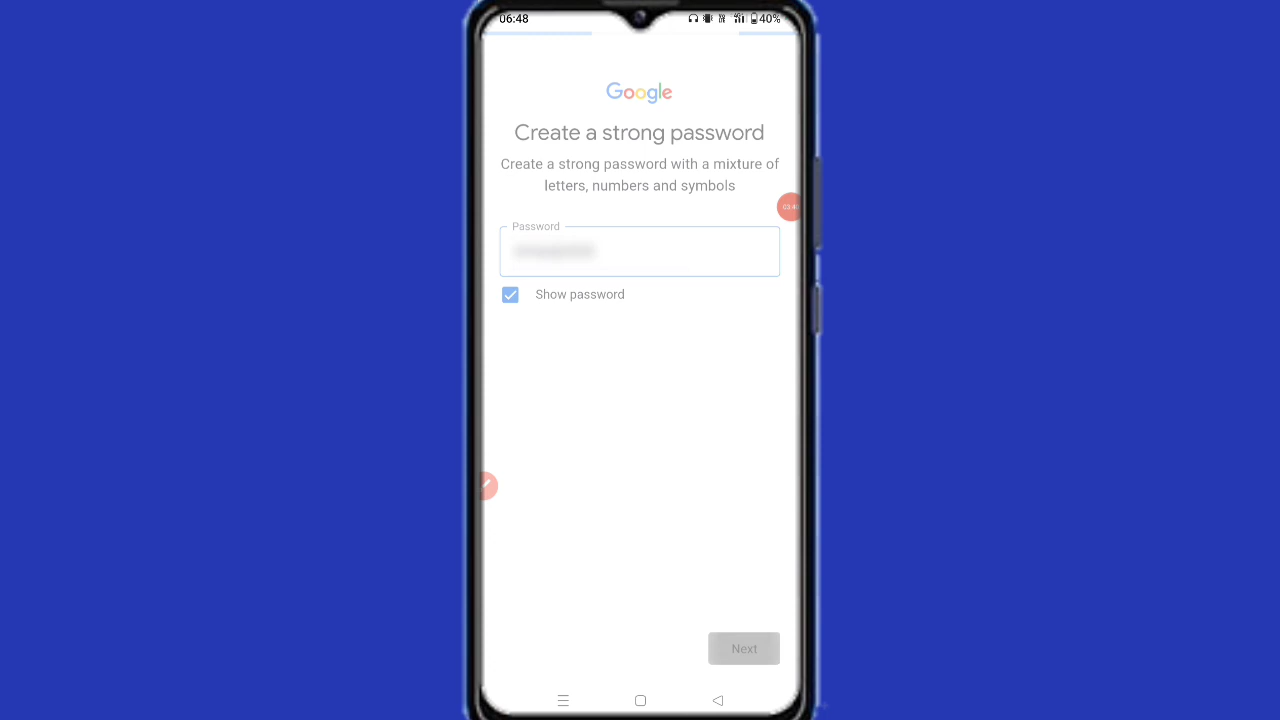 06:48
40%
Google
Create a strong password
Create a strong password with a mixture of
letters, numbers and symbols
Password
Show password
Next